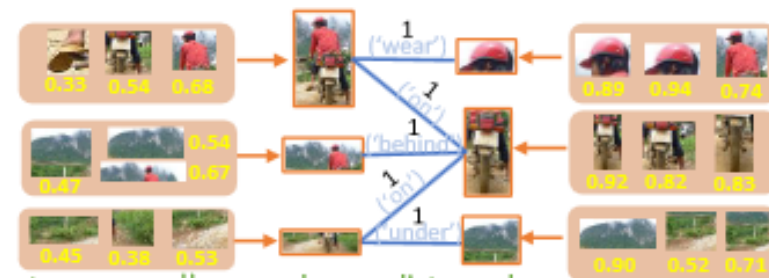 1
('wear')
0.33 0.54 0.68
0.89 0.94 0.74
1
('on')
0.54
1
('behind')
0.67
0.47
0.92 0.82 0.83
1
('on')
1
('under')
0.45 0.38 0.53
0.90 0.52 0.71